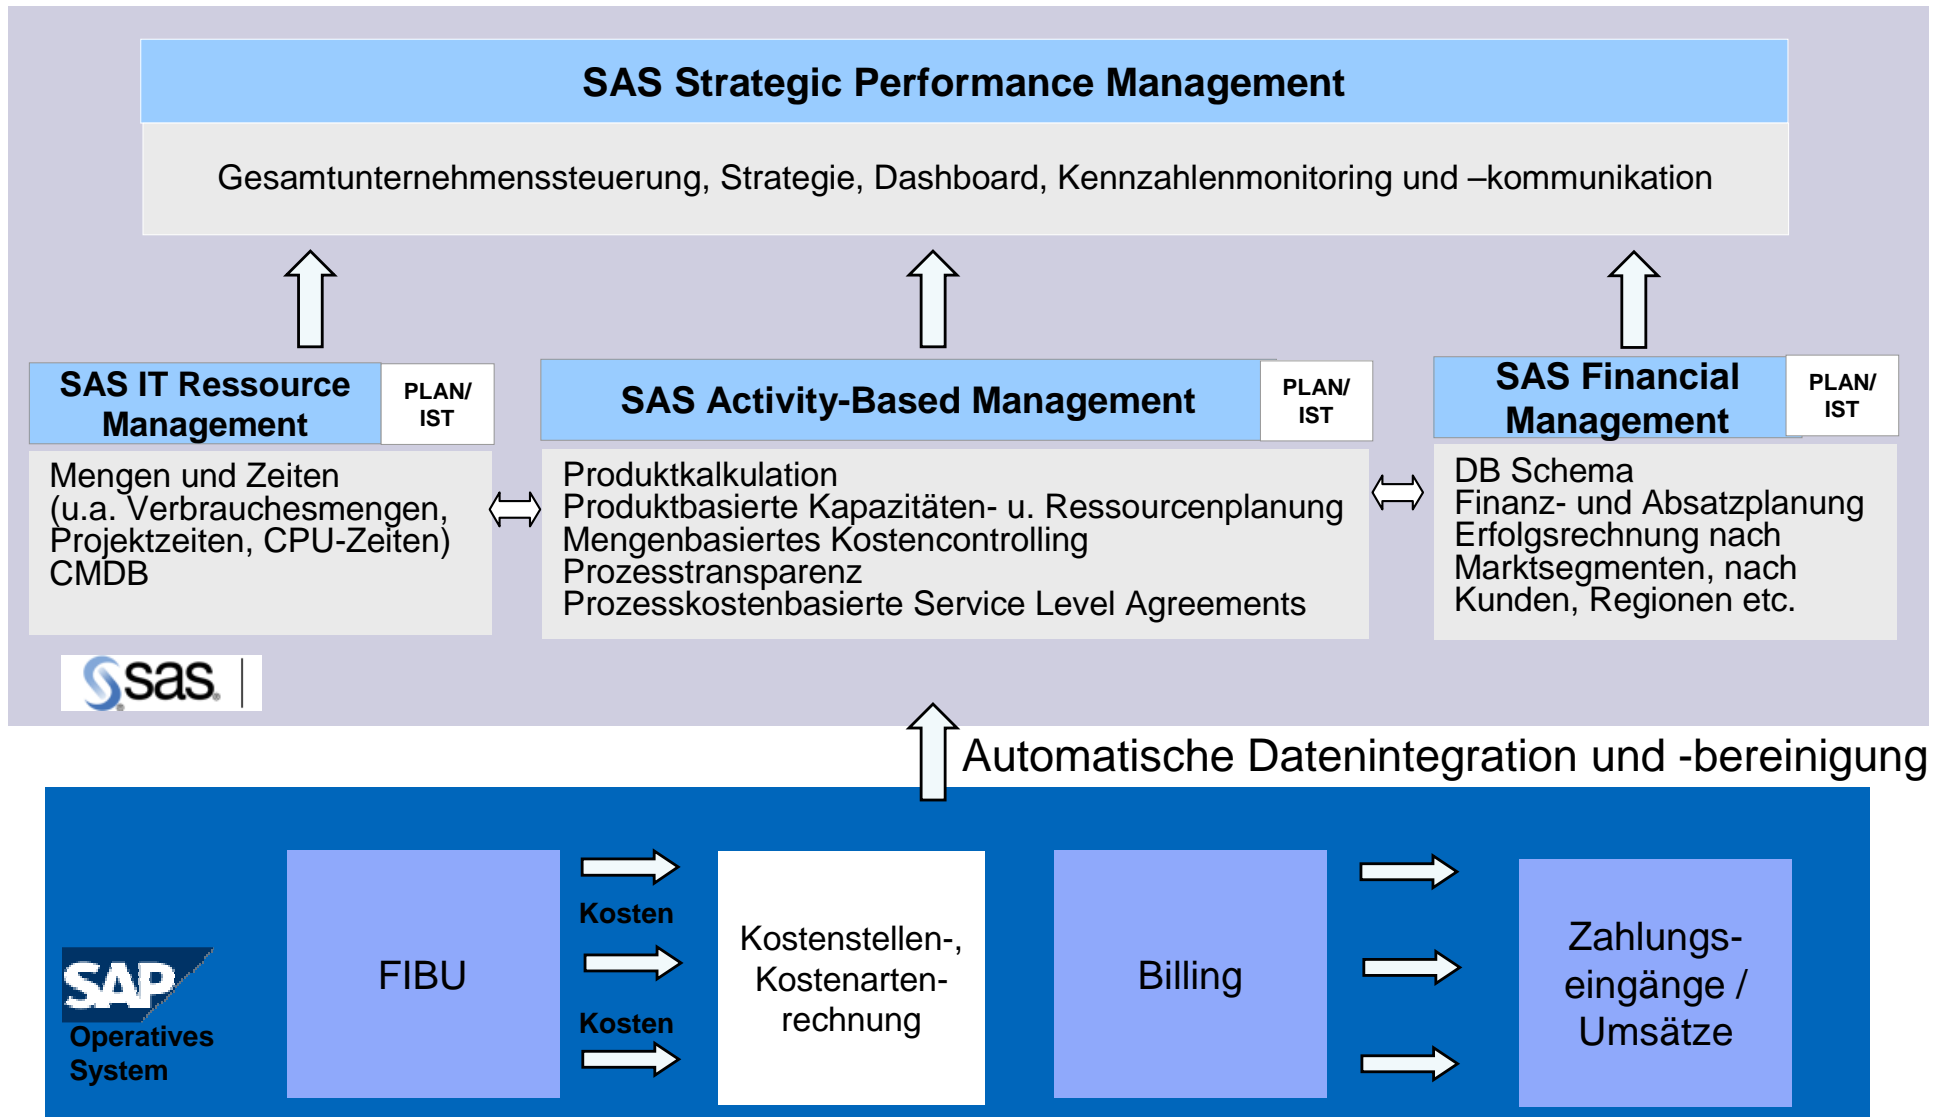 SAS Strategic Performance Management
Gesamtunternehmenssteuerung, Strategie, Dashboard, Kennzahlenmonitoring und –kommunikation
SAS IT Ressource
Management
PLAN/
IST
Mengen und Zeiten
(u.a. Verbrauchesmengen,
Projektzeiten, CPU-Zeiten)
CMDB
SAS Activity-Based Management
PLAN/
IST
Produktkalkulation
Produktbasierte Kapazitäten- u. Ressourcenplanung
Mengenbasiertes Kostencontrolling
Prozesstransparenz
Prozesskostenbasierte Service Level Agreements
SAS Financial
Management
PLAN/
IST
DB Schema
Finanz- und Absatzplanung
Erfolgsrechnung nach
Marktsegmenten, nach
Kunden, Regionen etc.
sas®
Automatische Datenintegration und -bereinigung
SAP
Operatives
System
FIBU
Kosten
Kosten
Kostenstellen-,
Kostenarten-
rechnung
Billing
Zahlungs-
eingänge /
Umsätze